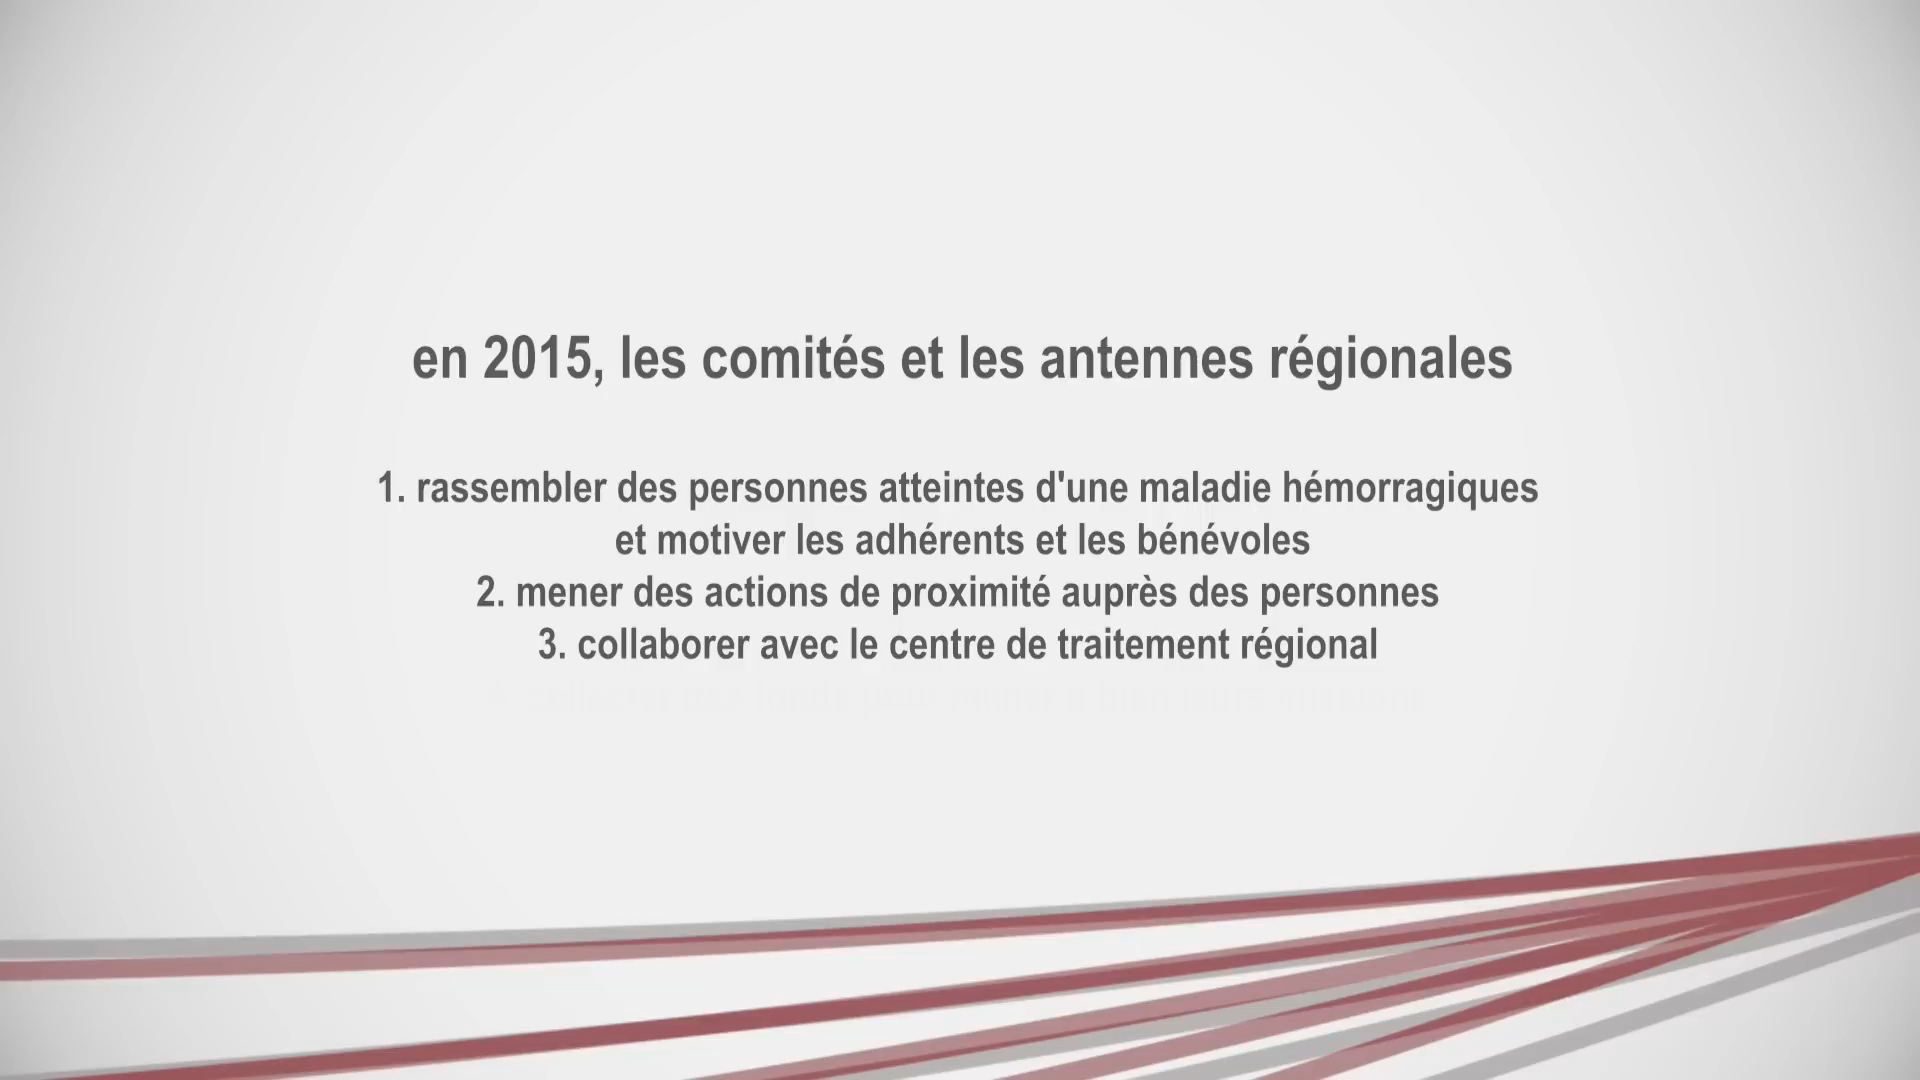 en 2015, les comités et les antennes régionales
1. rassembler des personnes atteintes d'une maladie hémorragiques
et motiver les adhérents et les bénévoles
2. mener des actions de proximité auprès des personnes
3. collaborer avec le centre de traitement régional